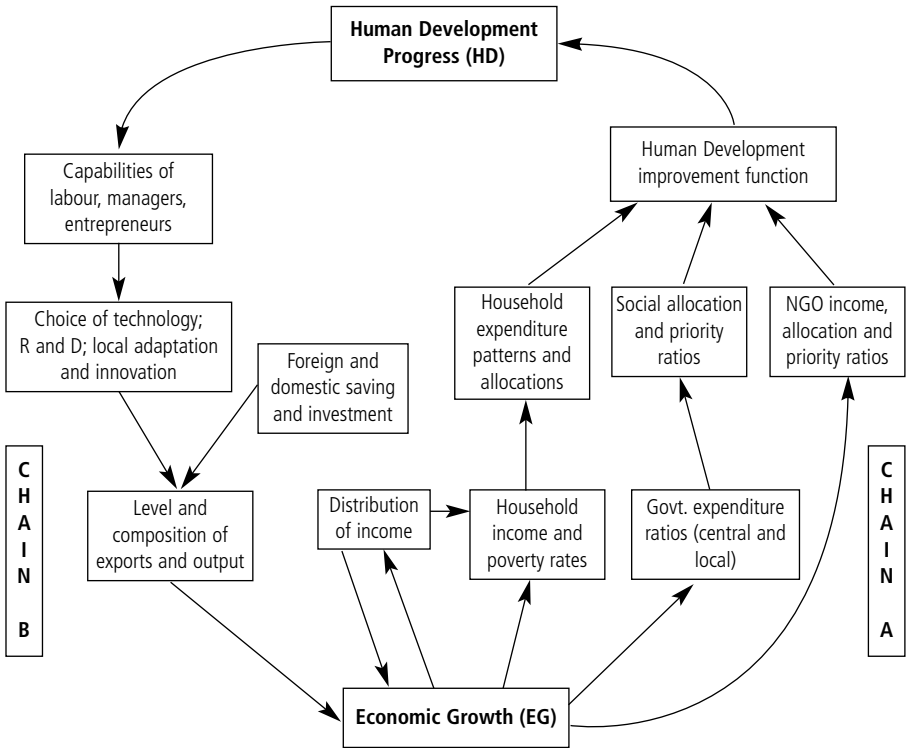 Human Development
Progress (HD)
Human Development
improvement function
Capabilities of
labour, managers,
entrepreneurs
Household
expenditure
patterns and
allocations
Social allocation
and priority
ratios
NGO income,
allocation and
priority ratios
Choice of technology;
R and D; local adaptation
and innovation
Foreign and
domestic saving
and investment
C
H
A
I
N
B
Level and
composition of
exports and output
Distribution
of income
Household
income and
poverty rates
Govt. expenditure
ratios (central and
local)
C
H
A
I
N
A
Economic Growth (EG)